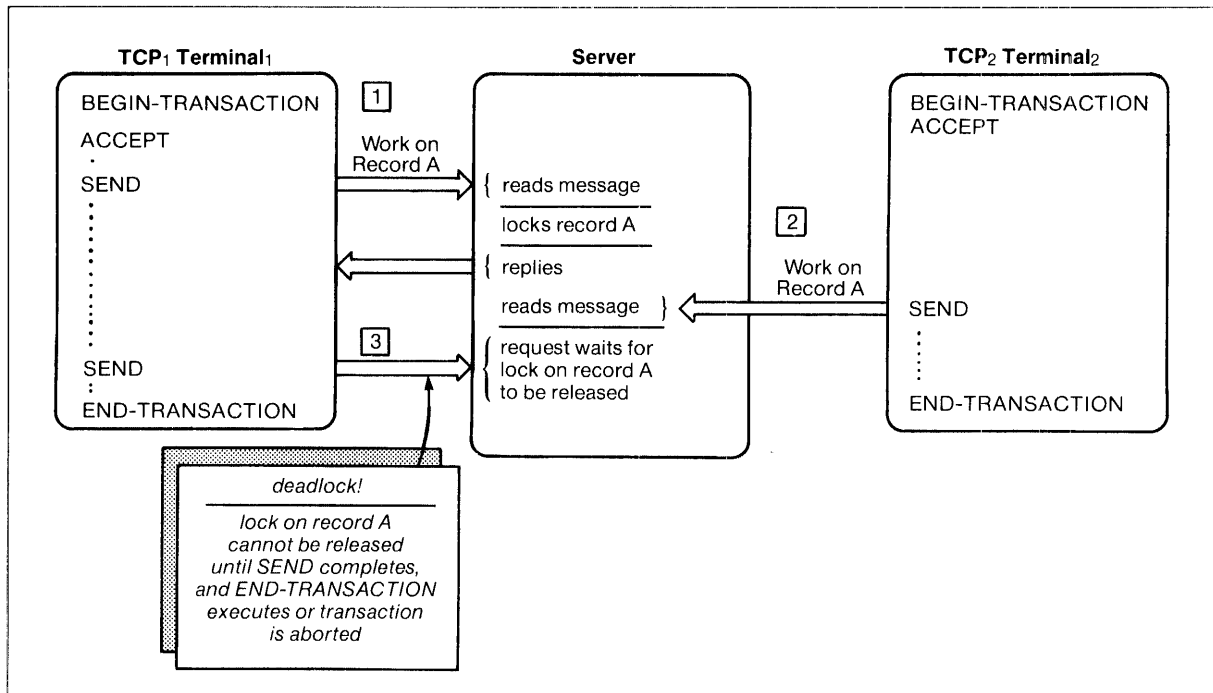 TCP₁ Terminal₁
BEGIN-TRANSACTION
ACCEPT
SEND
SEND
END-TRANSACTION
1
Work on
Record A
3
Server
{ reads message
locks record A
{ replies
reads message }
{ request waits for
lock on record A
to be released
2
Work on
Record A
TCP₂ Terminal₂
BEGIN-TRANSACTION
ACCEPT
SEND
END-TRANSACTION
deadlock!
lock on record A
cannot be released
until SEND completes,
and END-TRANSACTION
executes or transaction
is aborted